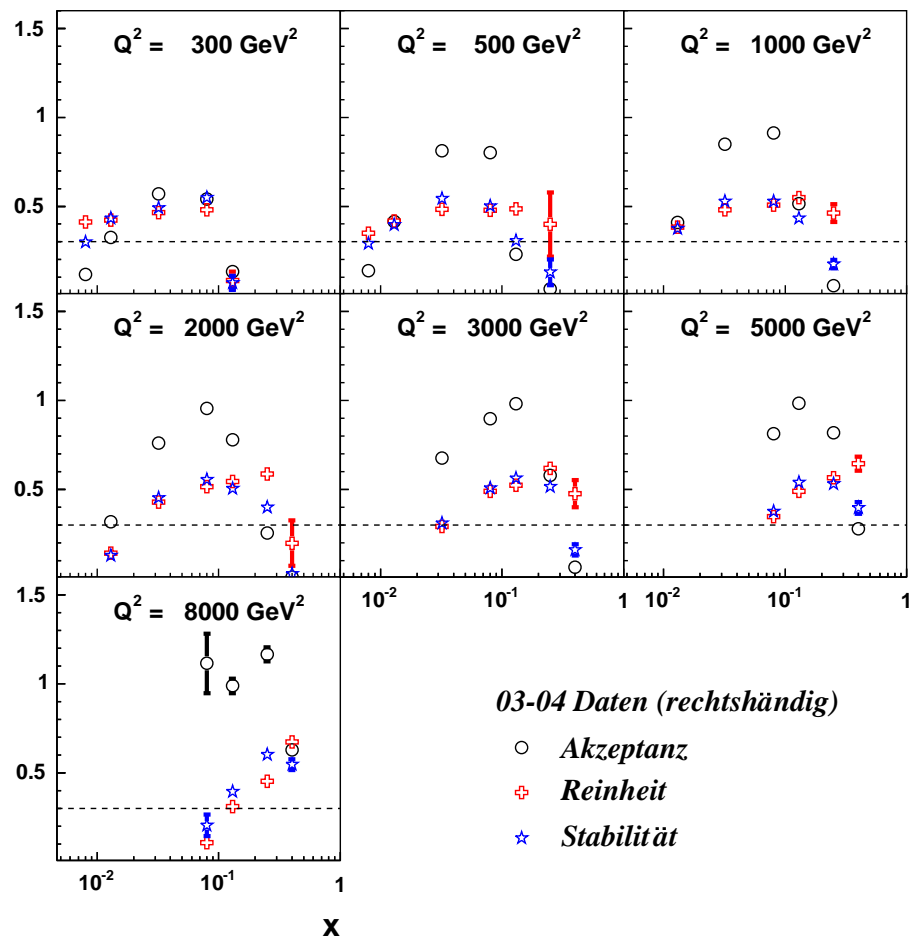 Q² = 300 GeV²
Q² = 500 GeV²
Q² = 1000 GeV²
1.5
1
0.5
Q² = 2000 GeV²
Q² = 3000 GeV²
Q² = 5000 GeV²
1.5
1
0.5
10⁻² 10⁻¹ 1
10⁻² 10⁻¹ 1
Q² = 8000 GeV²
1.5
1
0.5
10⁻² 10⁻¹ 1
x
03-04 Daten (rechtshändig)
Akzeptanz
Reinheit
Stabilität